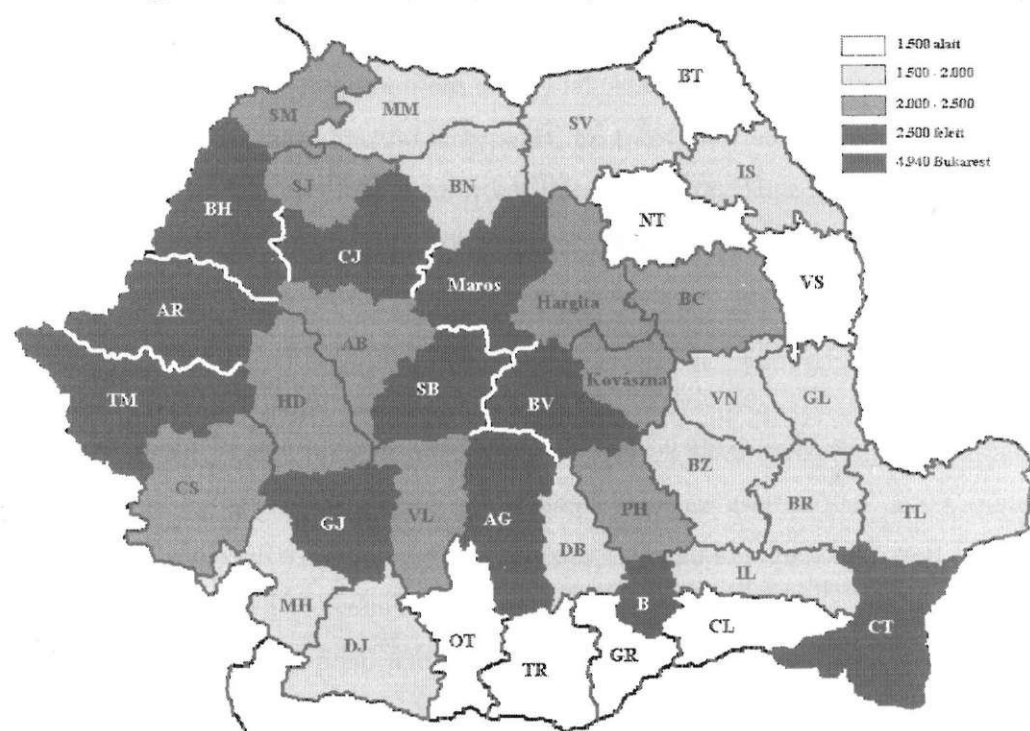 1.500 alatt
1.500 - 2.000
2.000 - 2.500
2.500 felett
4.940 Bukarest
BT
SM
MM
SV
IS
SJ
BN
BH
NT
CJ
VS
Maros
Hargita
BC
AR
AB
Kovászna
TM
HD
SB
BV
VN
GL
BZ
CS
VL
PH
BR
TL
GJ
AG
DB
IL
MH
B
CL
CT
DJ
OT
TR
GR